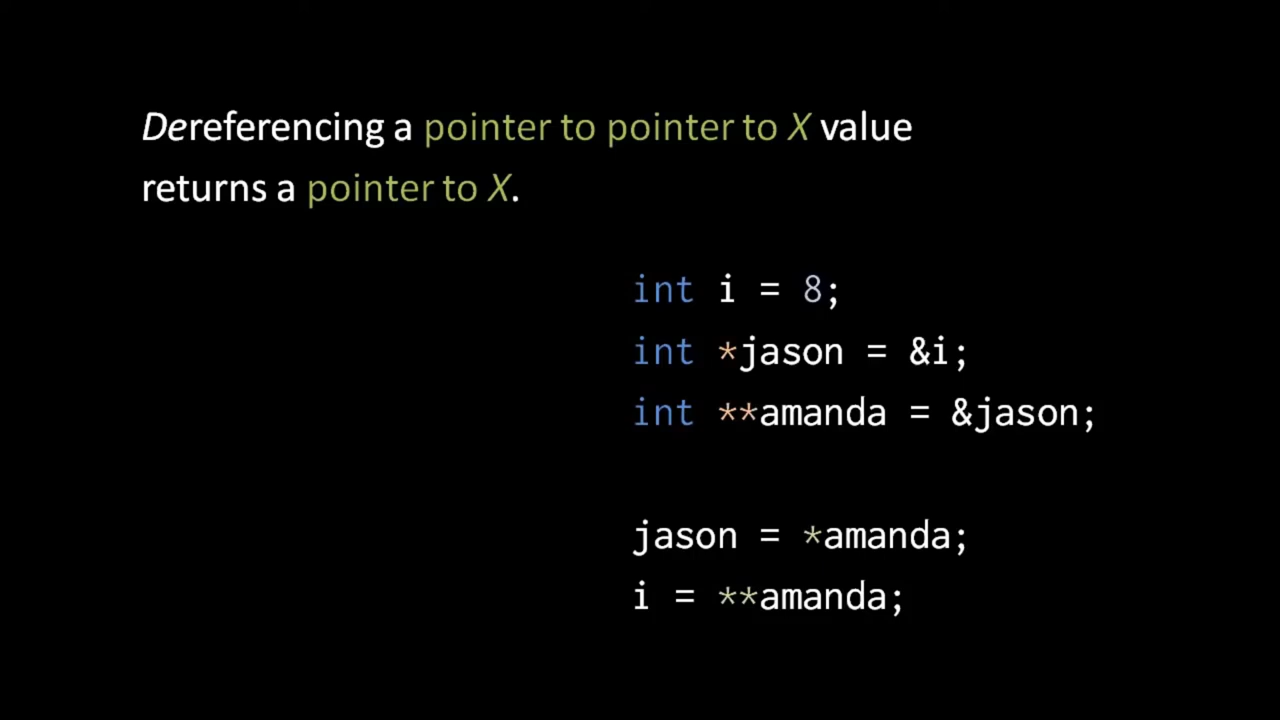 Dereferencing a pointer to pointer to X value
returns a pointer to X.
int i = 8;
int *jason = &i;
int **amanda = &jason;
jason = *amanda;
i = **amanda;